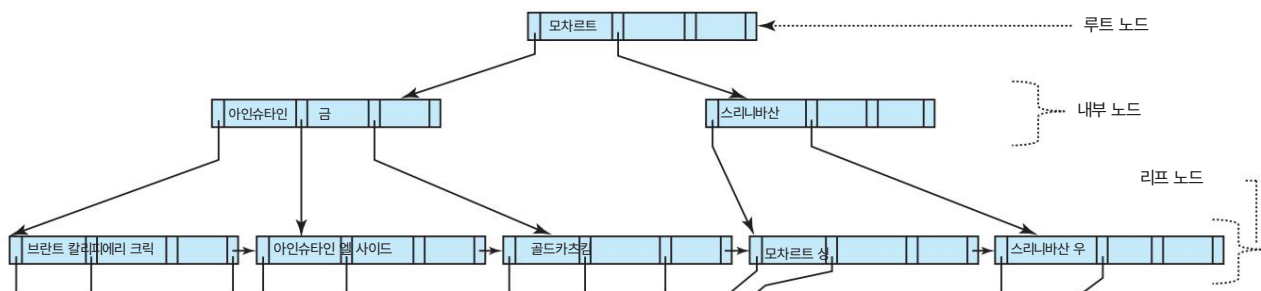 모차르트
루트 노드
아인슈타인 금
스리니바산
내부 노드
리프 노드
브란트 칼리피에리 크릭
아인슈타인 엘 사이드
골드카츠킴
모차르트 싱
스리니바산 우